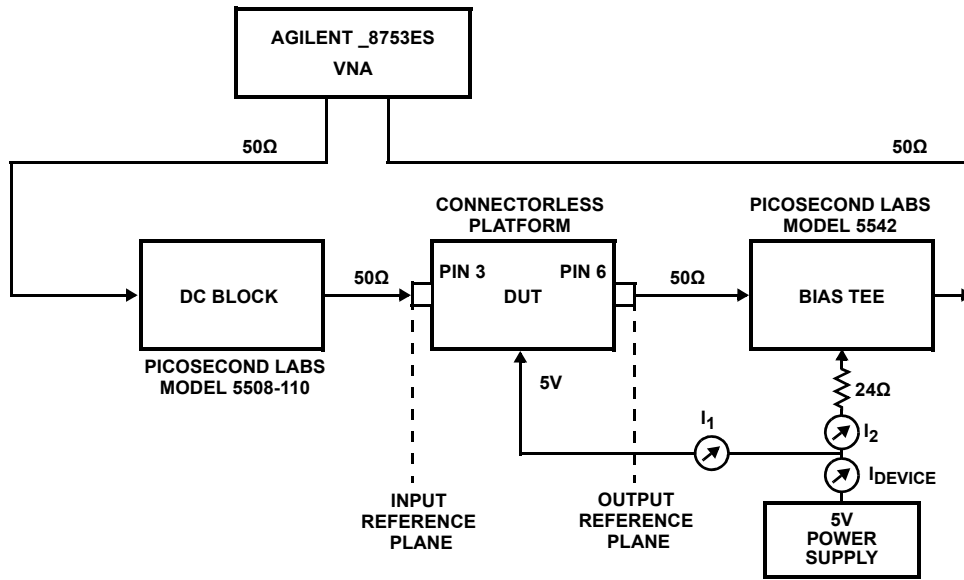 AGILENT _8753ES
VNA
50Ω
50Ω
CONNECTORLESS
PLATFORM
PICOSECOND LABS
MODEL 5542
DC BLOCK
50Ω
PIN 3
PIN 6
DUT
50Ω
BIAS TEE
PICOSECOND LABS
MODEL 5508-110
5V
24Ω
I1
I2
IDEVICE
INPUT
REFERENCE
PLANE
OUTPUT
REFERENCE
PLANE
5V
POWER
SUPPLY